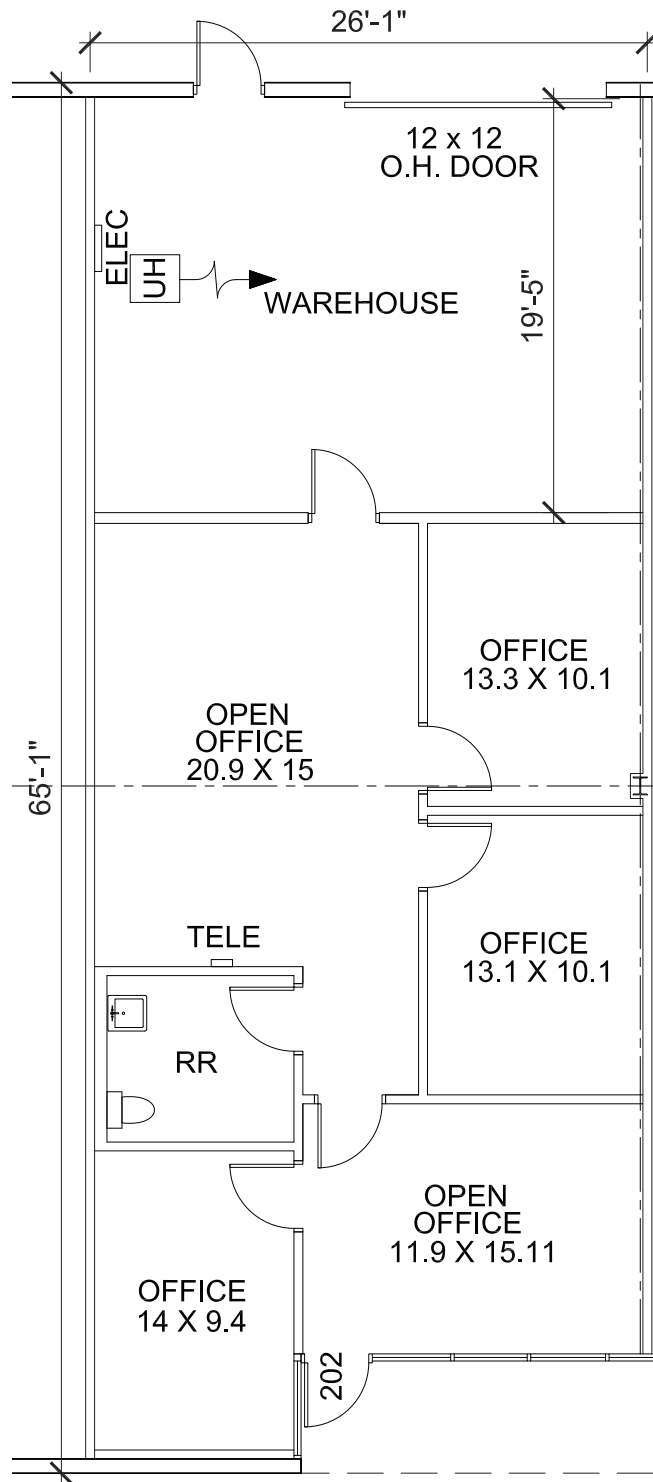 26'-1"
12 x 12
O.H. DOOR
ELEC
UH
WAREHOUSE
19'-5"
OFFICE
13.3 X 10.1
OPEN
OFFICE
20.9 X 15
65'-1"
TELE
OFFICE
13.1 X 10.1
RR
OPEN
OFFICE
11.9 X 15.11
OFFICE
14 X 9.4
202